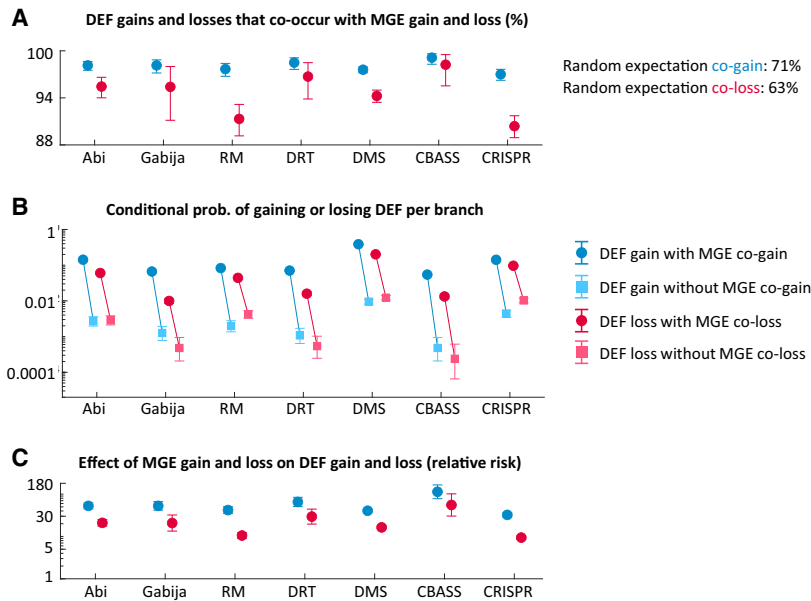 A
DEF gains and losses that co-occur with MGE gain and loss (%)
100
94
88
Abi Gabija RM DRT DMS CBASS CRISPR
Random expectation co-gain: 71%
Random expectation co-loss: 63%
B
Conditional prob. of gaining or losing DEF per branch
1
0.01
0.0001
Abi Gabija RM DRT DMS CBASS CRISPR
DEF gain with MGE co-gain
DEF gain without MGE co-gain
DEF loss with MGE co-loss
DEF loss without MGE co-loss
C
Effect of MGE gain and loss on DEF gain and loss (relative risk)
180
30
5
1
Abi Gabija RM DRT DMS CBASS CRISPR